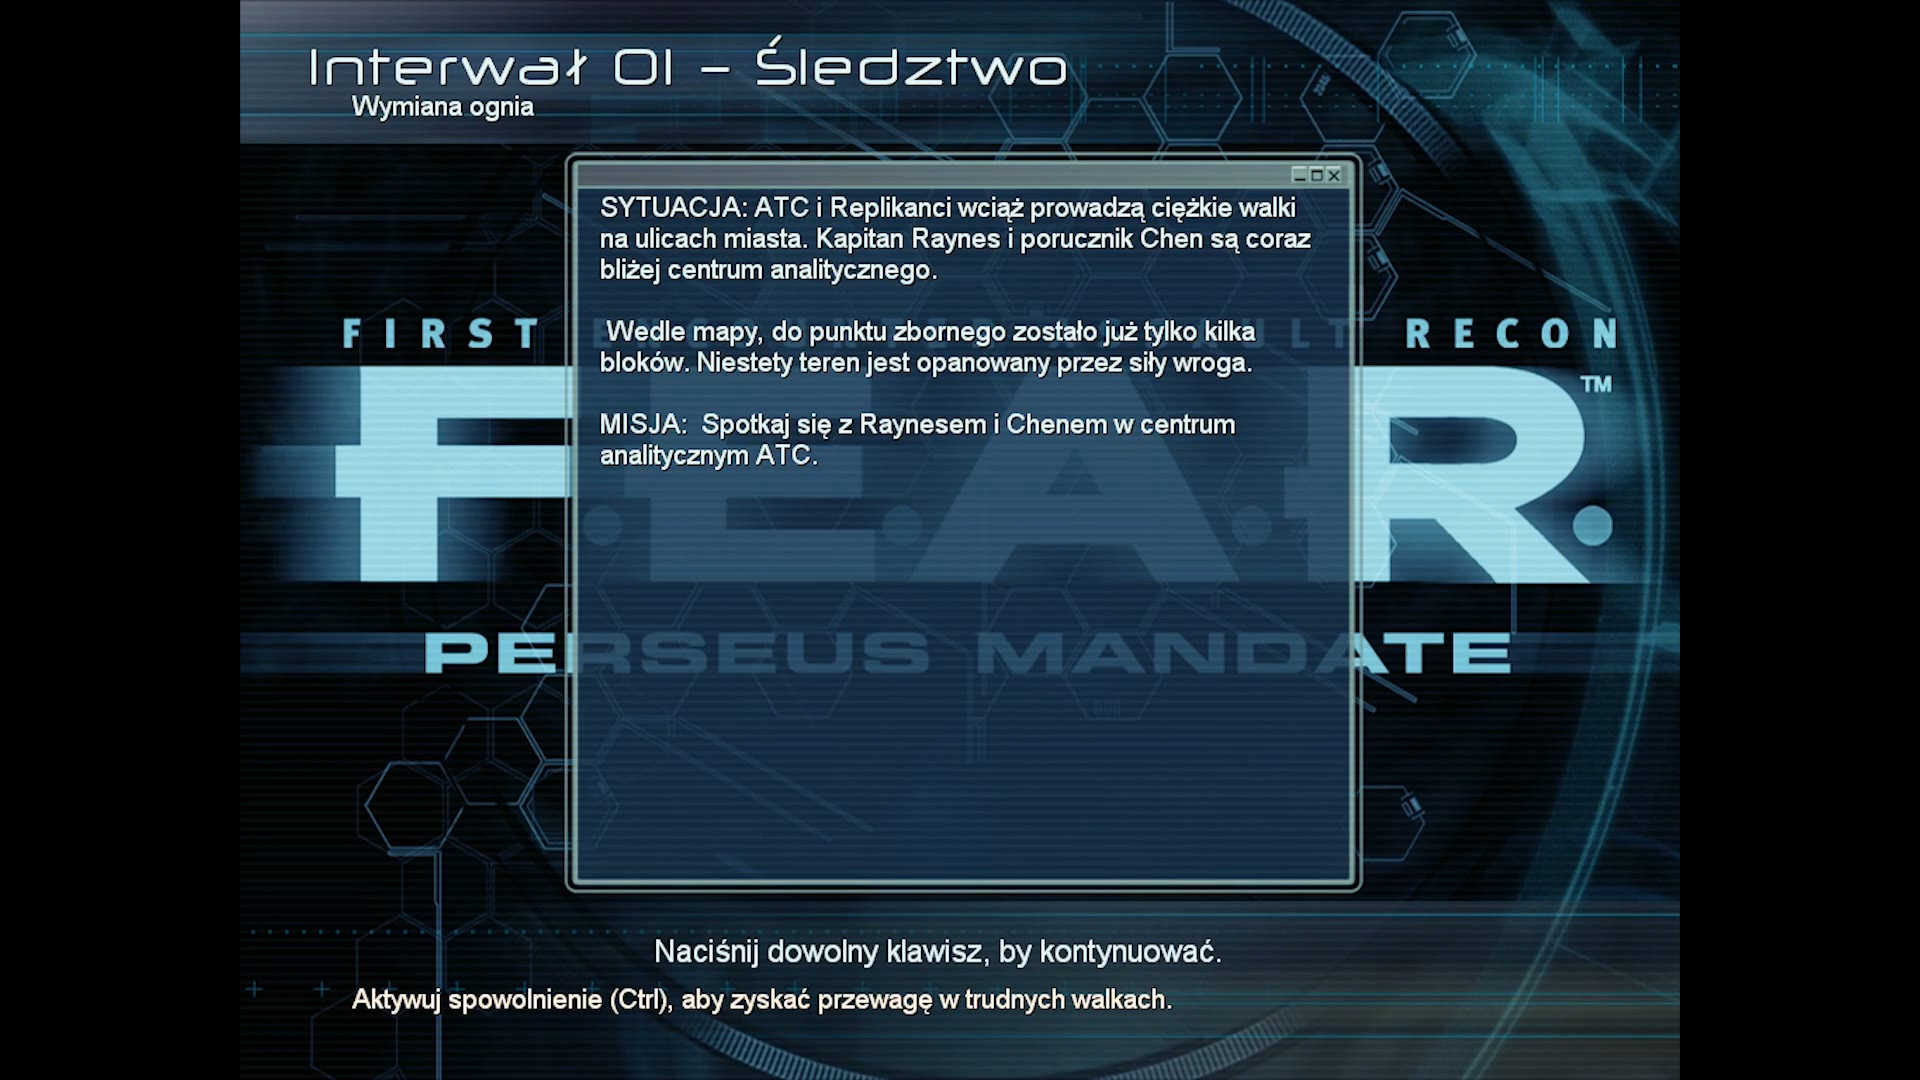 Interwał 01 - Śledztwo
Wymiana ognia
SYTUACJA: ATC i Replikanci wciąż prowadzą ciężkie walki
na ulicach miasta. Kapitan Raynes i porucznik Chen są coraz
bliżej centrum analitycznego.
Wedle mapy, do punktu zbornego zostało już tylko kilka
bloków. Niestety teren jest opanowany przez siły wroga.
MISJA: Spotkaj się z Raynesem i Chenem w centrum
analitycznym ATC.
FIRST ENCOUNTER ASSAULT RECON
F.E.A.R.™
PERSEUS MANDATE
Naciśnij dowolny klawisz, by kontynuować.
Aktywuj spowolnienie (Ctrl), aby zyskać przewagę w trudnych walkach.